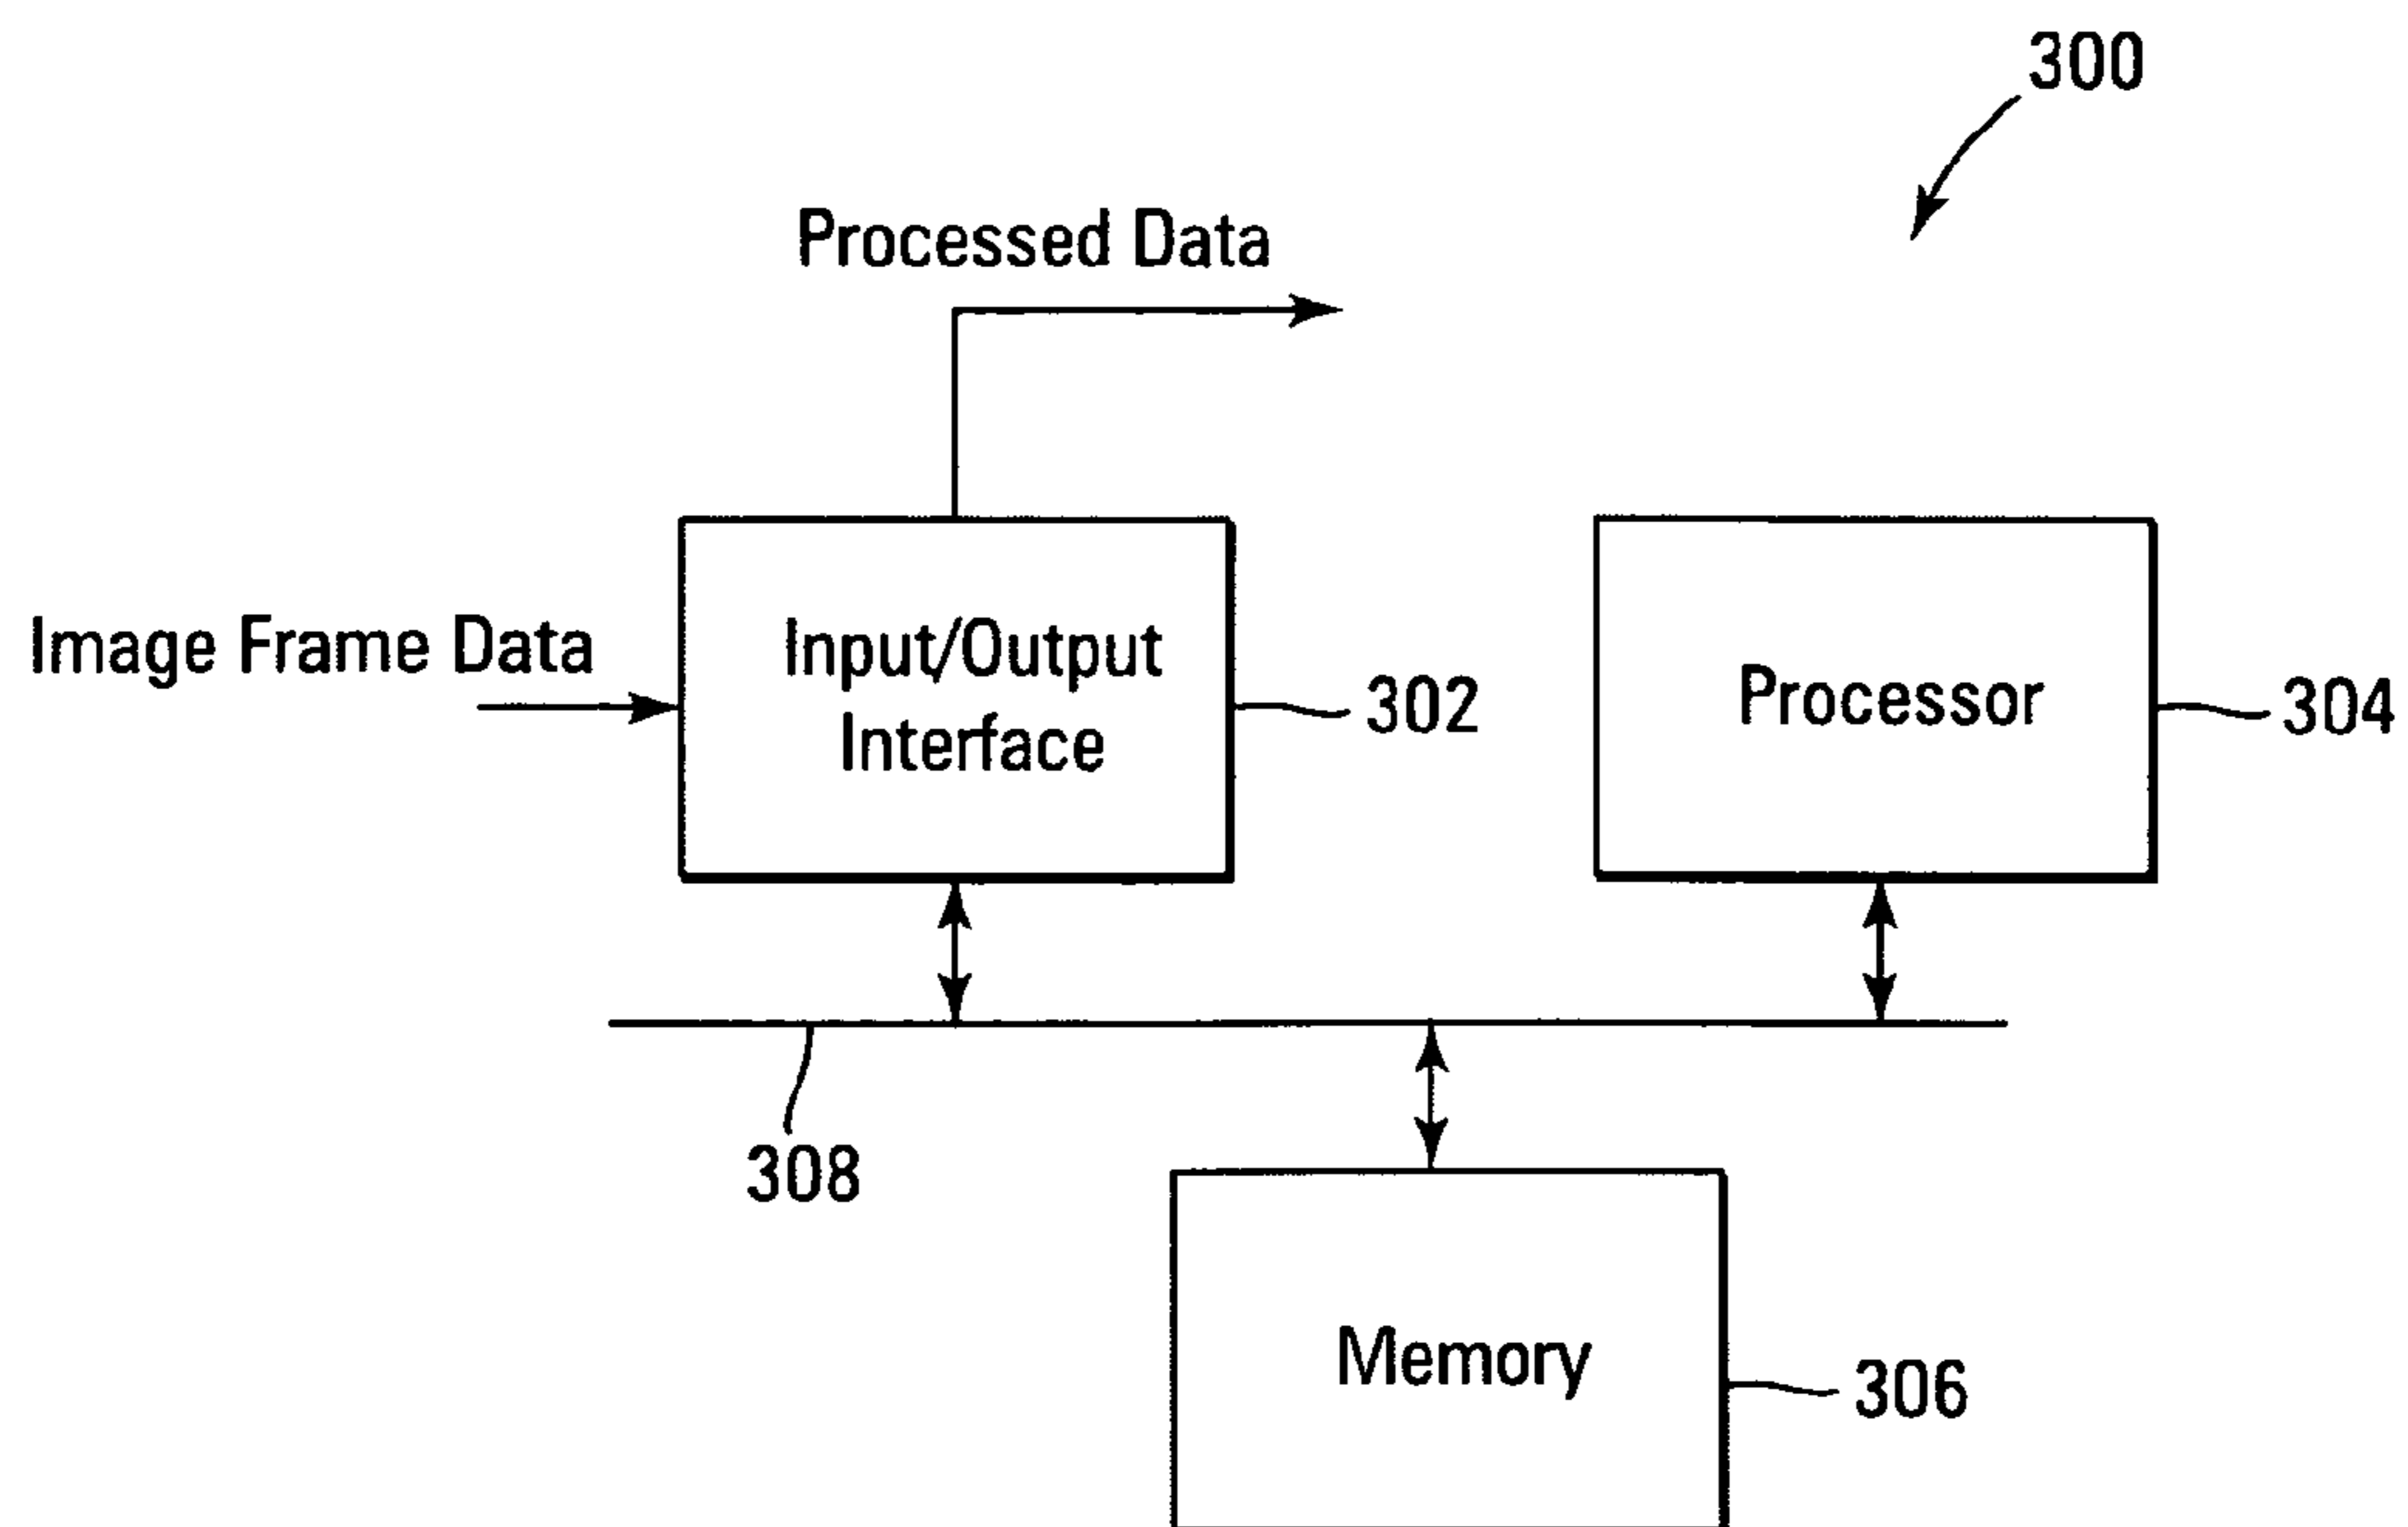 300
Processed Data
Image Frame Data
Input/Output
Interface
302
Processor
304
308
Memory
306